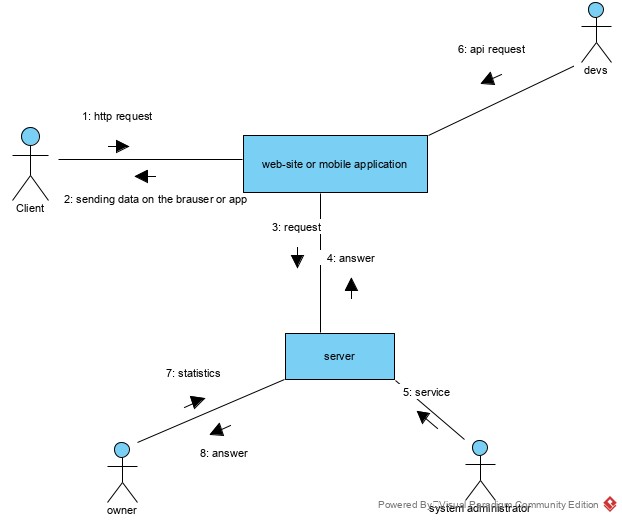 6: api request
devs
1: http request
web-site or mobile application
2: sending data on the brauser or app
Client
3: request
4: answer
server
7: statistics
5: service
8: answer
owner
system administrator
Powered By Visual Paradigm Community Edition